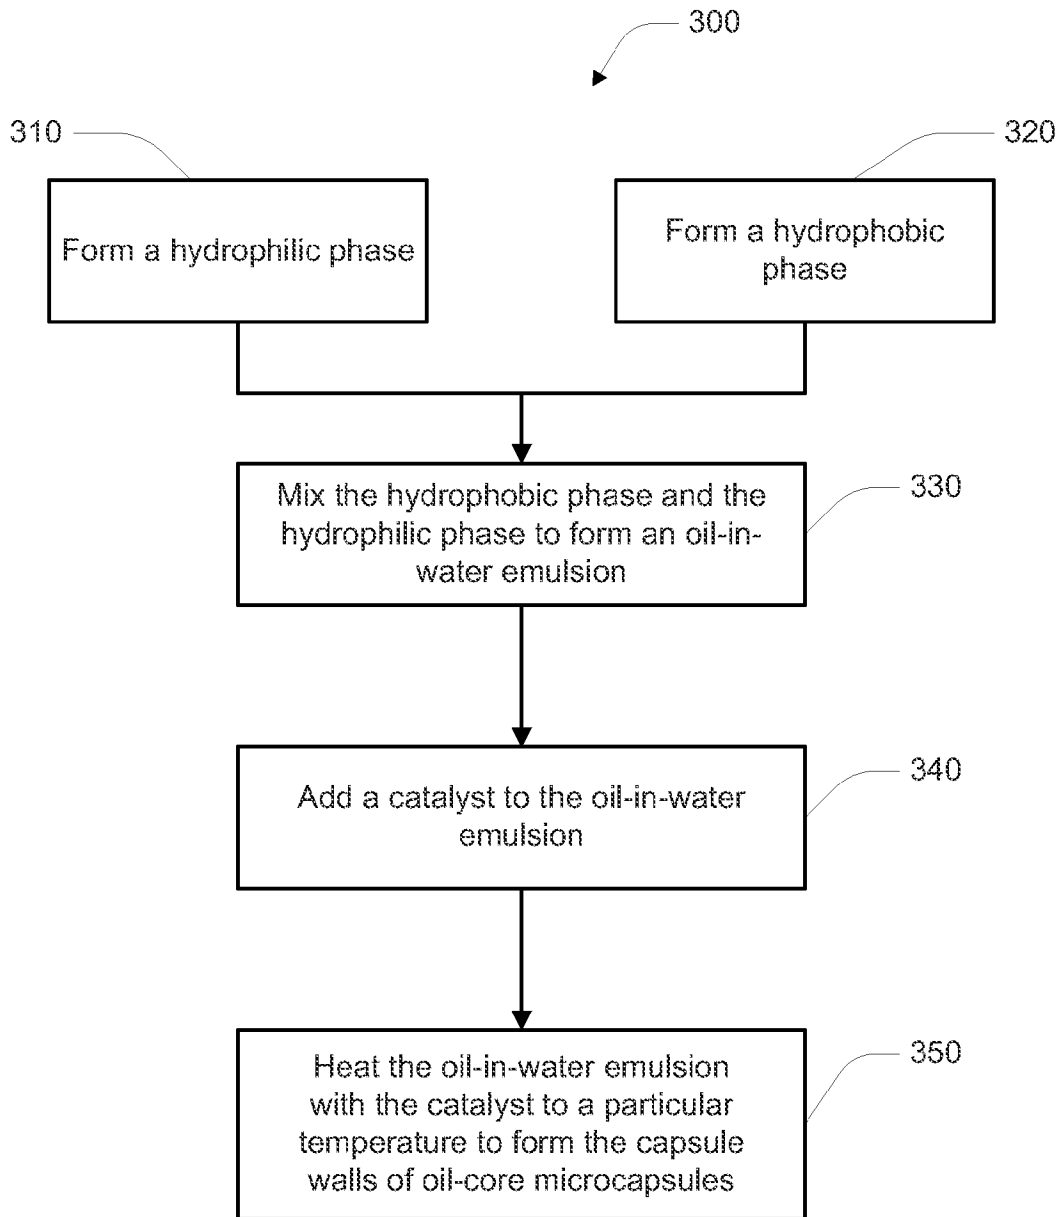 300
310
320
Form a hydrophilic phase
Form a hydrophobic
phase
Mix the hydrophobic phase and the
hydrophilic phase to form an oil-in-
water emulsion
330
Add a catalyst to the oil-in-water
emulsion
340
Heat the oil-in-water emulsion
with the catalyst to a particular
temperature to form the capsule
walls of oil-core microcapsules
350